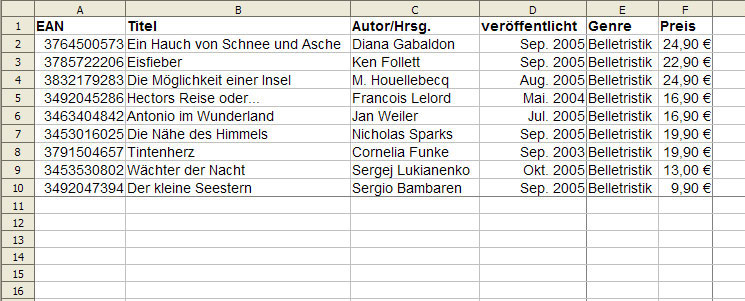 A B C D E F
1 EAN Titel Autor/Hrsg. veröffentlicht Genre Preis
2 3764500573 Ein Hauch von Schnee und Asche Diana Gabaldon Sep. 2005 Belletristik 24,90 €
3 3785722206 Eisfieber Ken Follett Sep. 2005 Belletristik 22,90 €
4 3832179283 Die Möglichkeit einer Insel M. Houellebecq Aug. 2005 Belletristik 24,90 €
5 3492045286 Hectors Reise oder... Francois Lelord Mai. 2004 Belletristik 16,90 €
6 3463404842 Antonio im Wunderland Jan Weiler Jul. 2005 Belletristik 16,90 €
7 3453016025 Die Nähe des Himmels Nicholas Sparks Sep. 2005 Belletristik 19,90 €
8 3791504657 Tintenherz Cornelia Funke Sep. 2003 Belletristik 19,90 €
9 3453530802 Wächter der Nacht Sergej Lukianenko Okt. 2005 Belletristik 13,00 €
10 3492047394 Der kleine Seestern Sergio Bambaren Sep. 2005 Belletristik 9,90 €
11
12
13
14
15
16